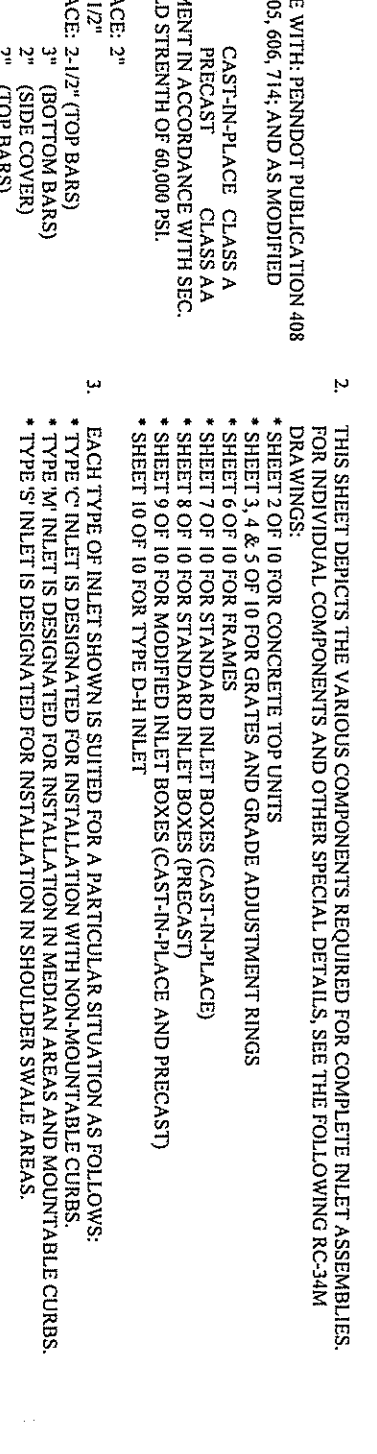 E WITH: PENNDOT PUBLICATION 408
05, 606, 714; AND AS MODIFIED
CAST-IN-PLACE CLASS A
PRECAST CLASS AA
MENT IN ACCORDANCE WITH SEC.
LD STRENTH OF 60,000 PSI.
ACE: 2"
1/2"
ACE: 2-1/2" (TOP BARS)
3" (BOTTOM BARS)
2" (SIDE COVER)
2" (TOP BARS)
2. THIS SHEET DEPICTS THE VARIOUS COMPONENTS REQUIRED FOR COMPLETE INLET ASSEMBLIES.
FOR INDIVIDUAL COMPONENTS AND OTHER SPECIAL DETAILS, SEE THE FOLLOWING RC-34M
DRAWINGS:
* SHEET 2 OF 10 FOR CONCRETE TOP UNITS
* SHEET 3, 4 & 5 OF 10 FOR GRATES AND GRADE ADJUSTMENT RINGS
* SHEET 6 OF 10 FOR FRAMES
* SHEET 7 OF 10 FOR STANDARD INLET BOXES (CAST-IN-PLACE)
* SHEET 8 OF 10 FOR STANDARD INLET BOXES (PRECAST)
* SHEET 9 OF 10 FOR MODIFIED INLET BOXES (CAST-IN-PLACE AND PRECAST)
* SHEET 10 OF 10 FOR TYPE D-H INLET
3. EACH TYPE OF INLET SHOWN IS SUITED FOR A PARTICULAR SITUATION AS FOLLOWS:
* TYPE 'C' INLET IS DESIGNATED FOR INSTALLATION WITH NON-MOUNTABLE CURBS.
* TYPE 'M' INLET IS DESIGNATED FOR INSTALLATION IN MEDIAN AREAS AND MOUNTABLE CURBS.
* TYPE 'S' INLET IS DESIGNATED FOR INSTALLATION IN SHOULDER SWALE AREAS.